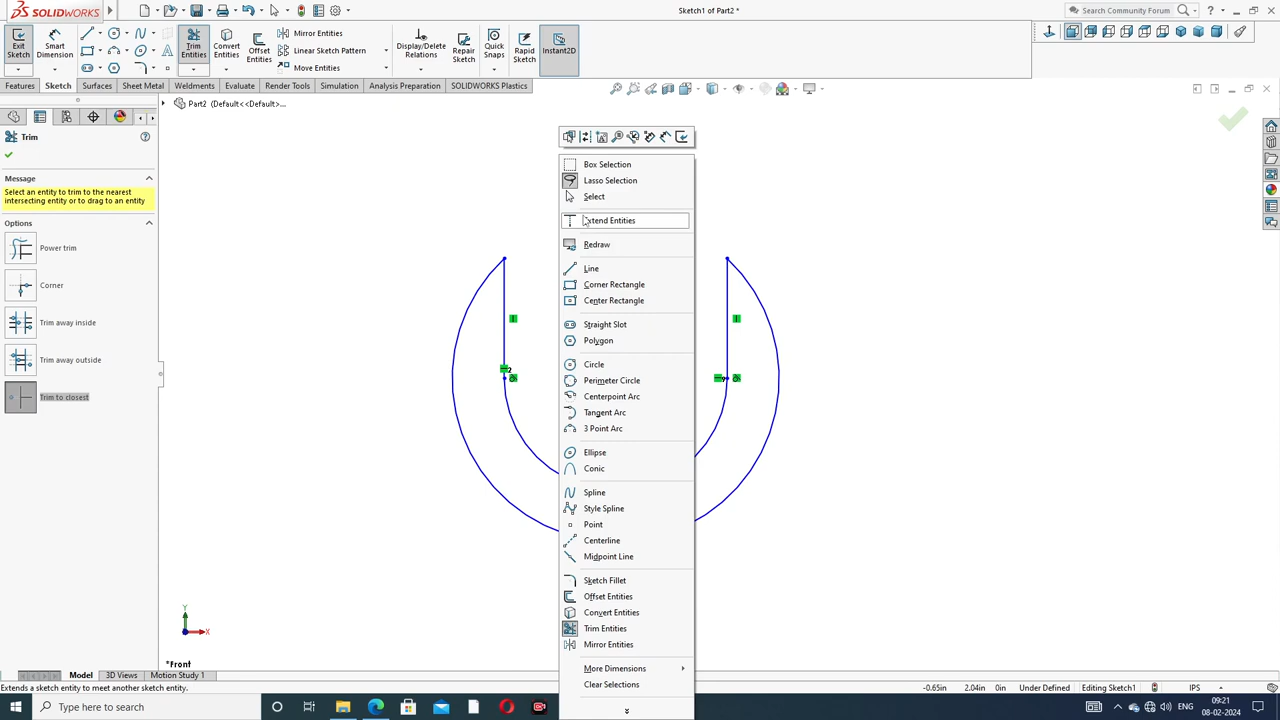 SOLIDWORKS
Sketch1 of Part2 *
Search Community Forum
Exit Sketch
Smart Dimension
Trim Entities
Convert Entities
Offset Entities
Mirror Entities
Linear Sketch Pattern
Move Entities
Display/Delete Relations
Repair Sketch
Quick Snaps
Rapid Sketch
Instant2D
Features
Sketch
Surfaces
Sheet Metal
Weldments
Evaluate
Render Tools
Simulation
Analysis Preparation
SOLIDWORKS Plastics
Part2 (Default<<Default>...
Trim
Message
Select an entity to trim to the nearest
intersecting entity or to drag to an entity
Options
Power trim
Corner
Trim away inside
Trim away outside
Trim to closest
Box Selection
Lasso Selection
Select
Extend Entities
Redraw
Line
Corner Rectangle
Center Rectangle
Straight Slot
Polygon
Circle
Perimeter Circle
Centerpoint Arc
Tangent Arc
3 Point Arc
Ellipse
Conic
Spline
Style Spline
Point
Centerline
Midpoint Line
Sketch Fillet
Offset Entities
Convert Entities
Trim Entities
Mirror Entities
More Dimensions
Clear Selections
Y
X
*Front
Model
3D Views
Motion Study 1
Extends a sketch entity to meet another sketch entity.
-0.65in
2.04in
0in
Under Defined
Editing Sketch1
IPS
Type here to search
ENG
09:21
08-02-2024